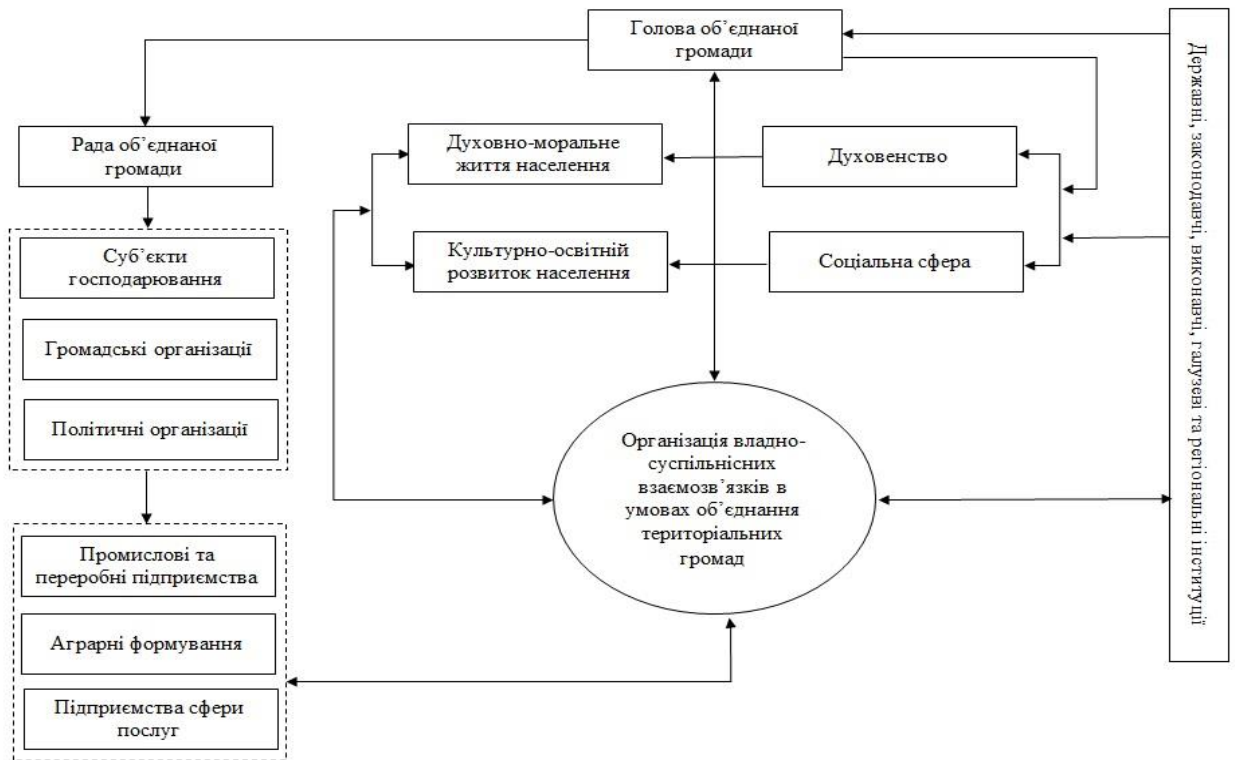 Голова об’єднаної
громади
Рада об’єднаної
громади
Духовно-моральне
життя населення
Духовенство
Суб’єкти
господарювання
Культурно-освітній
розвиток населення
Соціальна сфера
Громадські організації
Політичні організації
Організація владно-
суспільнісних
взаємозв’язків в
умовах об’єднання
територіальних
громад
Промислові та
переробні підприємства
Аграрні формування
Підприємства сфери
послуг
Державні, законодавчі, виконавчі, галузеві та регіональні інституції